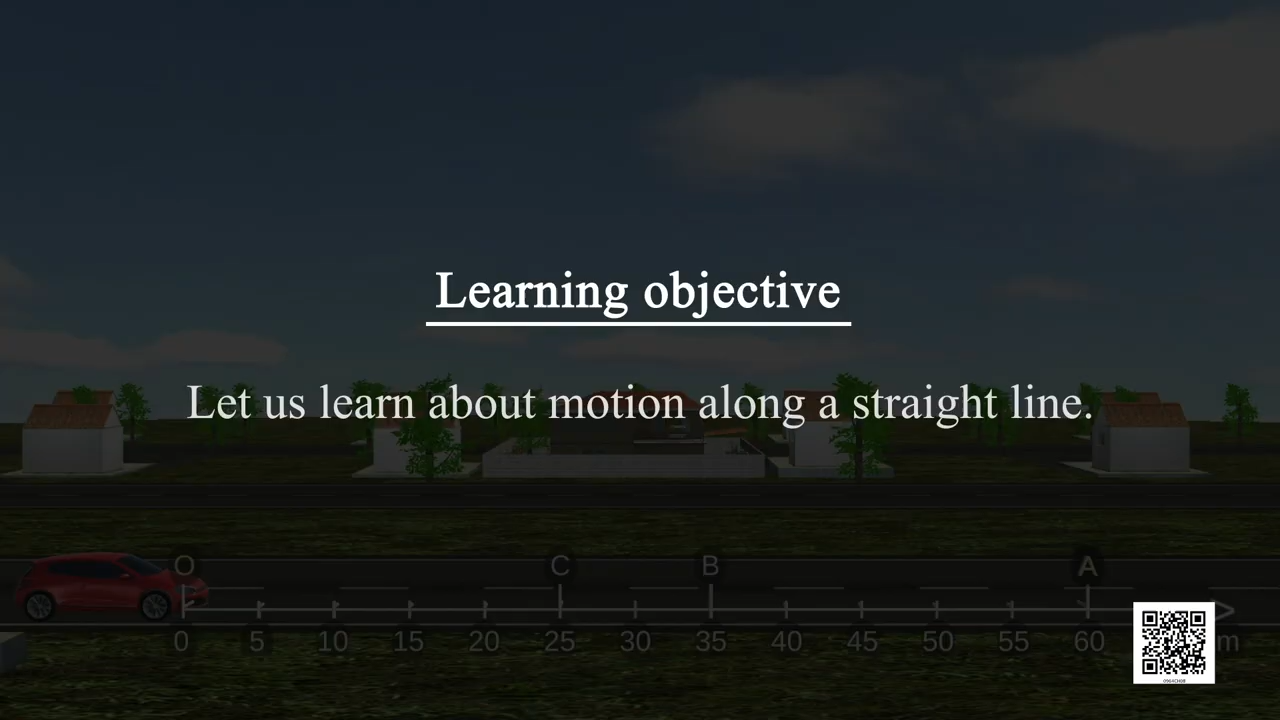 Learning objective
Let us learn about motion along a straight line.
O C B A
0 5 10 15 20 25 30 35 40 45 50 55 60 m